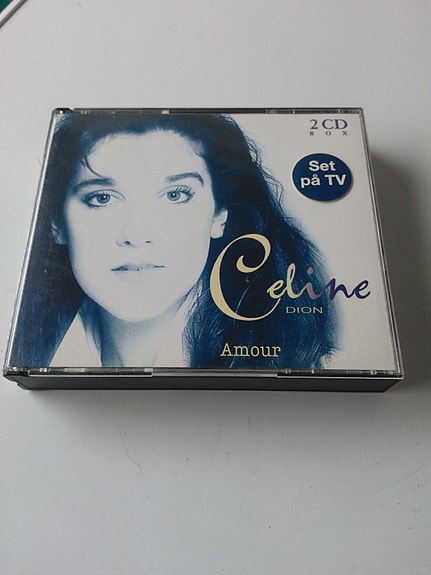 2 CD
BOX
Set
på TV
Celine
DION
Amour